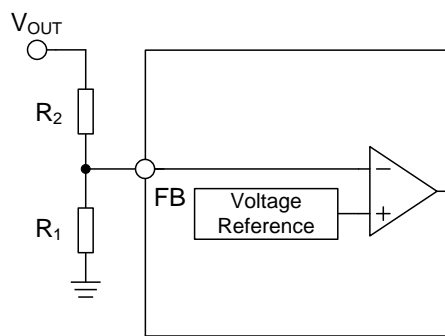 VOUT
R2
FB
Voltage
Reference
−
+
R1